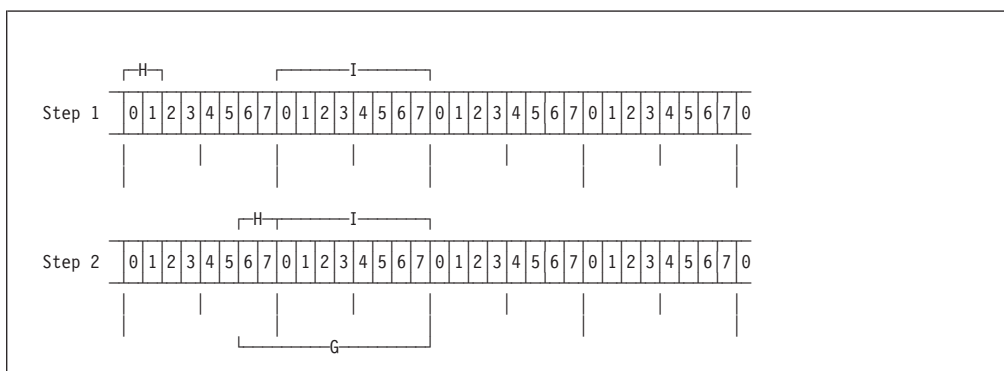 H I
Step 1 0 1 2 3 4 5 6 7 0 1 2 3 4 5 6 7 0 1 2 3 4 5 6 7 0 1 2 3 4 5 6 7 0
H I
Step 2 0 1 2 3 4 5 6 7 0 1 2 3 4 5 6 7 0 1 2 3 4 5 6 7 0 1 2 3 4 5 6 7 0
G